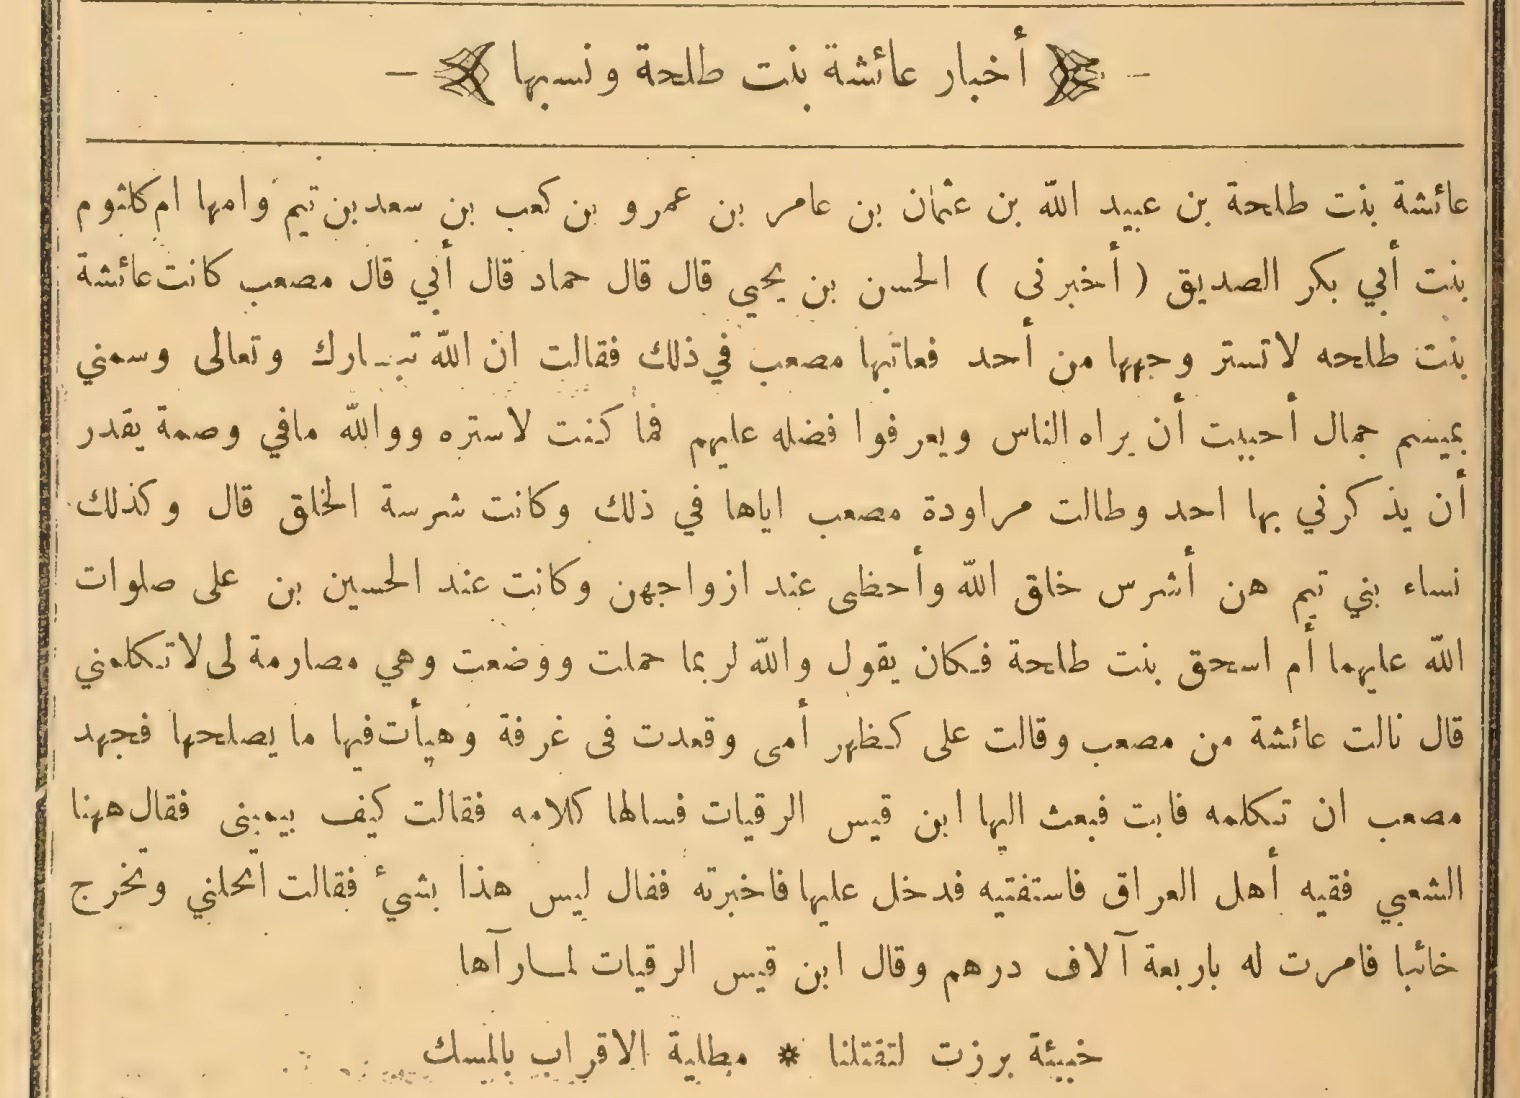 أخبار عائشة بنت طلحة ونسبها
عائشة بنت طلحة بن عبيد الله بن عثمان بن عامر بن عمرو بن كعب بن سعد بن تيم وامها ام كلثوم
بنت أبي بكر الصديق ( أخبرنى ) الحسن بن يحيى قال قال حماد قال أبي قال مصعب كانت عائشة
بنت طلحه لاتستر وجهها من أحد فعاتبها مصعب في ذلك فقالت ان الله تبـارك وتعالى وسمني
بميسم جمال أحببت أن يراه الناس ويعرفوا فضله عليهم فما كنت لاستره ووالله مافي وصمة يقدر
أن يذكرني بها احد وطالت مراودة مصعب اياها في ذلك وكانت شرسة الخلق قال وكذلك
نساء بني تيم هن أشرس خلق الله وأحظى عند ازواجهن وكانت عند الحسين بن على صلوات
الله عليهما أم اسحق بنت طلحة فكان يقول والله لربما حملت ووضعت وهي مصارمة لى لاتكلمني
قال نالت عائشة من مصعب وقالت على كظهر أمى وقعدت فى غرفة وهيأت فيها ما يصلحها فجهد
مصعب ان تكلمه فابت فبعث اليها ابن قيس الرقيات فسالها كلامه فقالت كيف بيمينى فقال ههنا
الشعبي فقيه أهل العراق فاستفتيه فدخل عليها فاخبرته فقال ليس هذا بشيء فقالت اتحلني وتخرج
خائبا فامرت له باربعة آلاف درهم وقال ابن قيس الرقيات لمـا رآها
خبيئة برزت لتقتلنا * مطلية الاقراب بالمسك